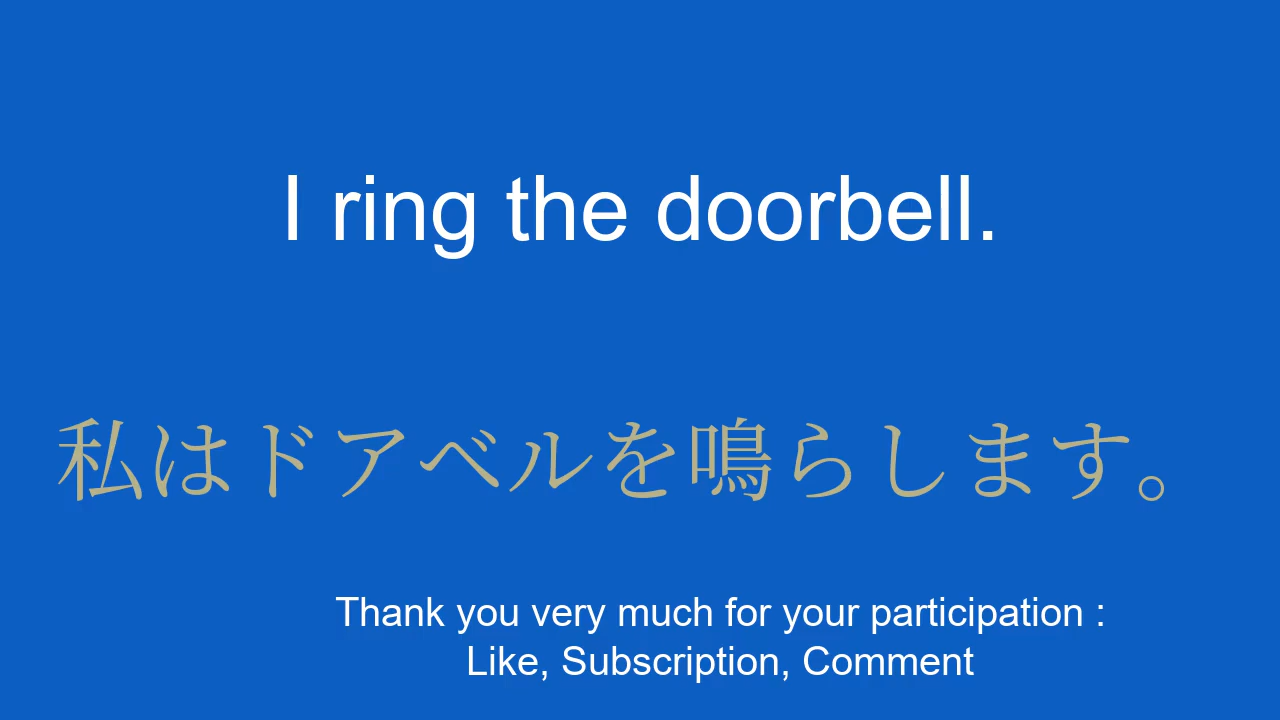 I ring the doorbell.
私はドアベルを鳴らします。
Thank you very much for your participation :
Like, Subscription, Comment